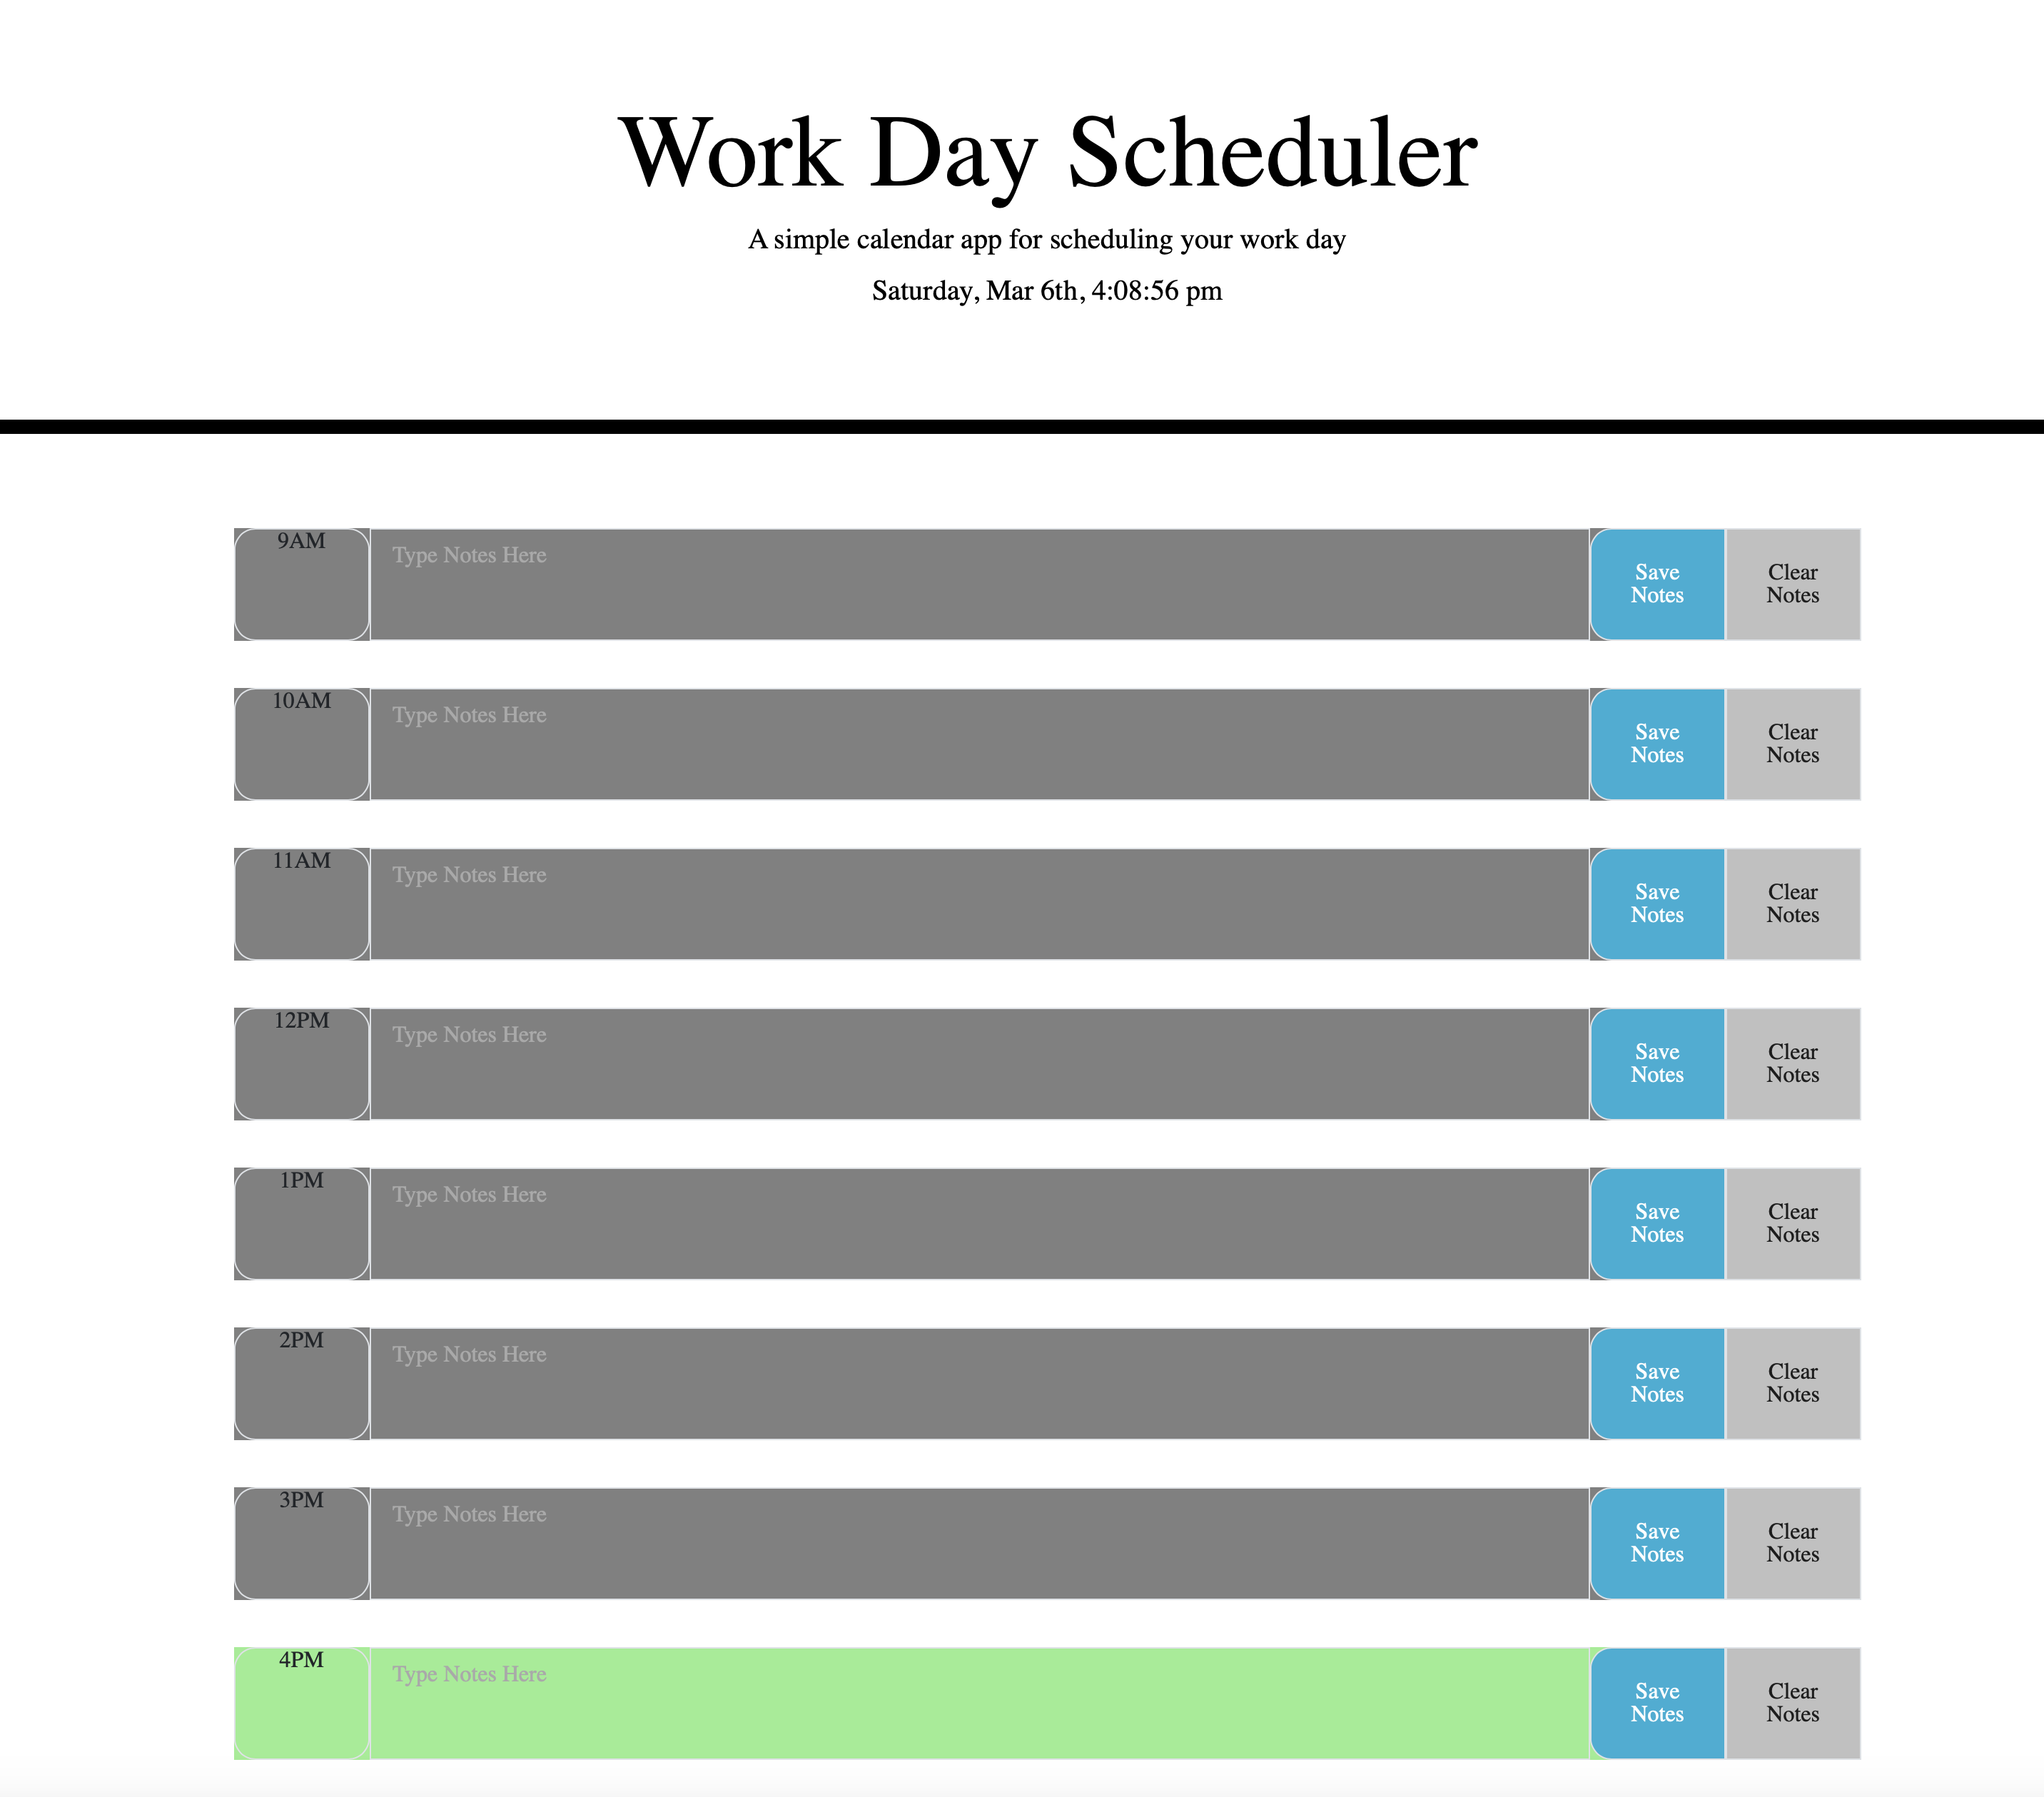 Work Day Scheduler
A simple calendar app for scheduling your work day
Saturday, Mar 6th, 4:08:56 pm
9AM
Type Notes Here
Save
Notes
Clear
Notes
10AM
Type Notes Here
Save
Notes
Clear
Notes
11AM
Type Notes Here
Save
Notes
Clear
Notes
12PM
Type Notes Here
Save
Notes
Clear
Notes
1PM
Type Notes Here
Save
Notes
Clear
Notes
2PM
Type Notes Here
Save
Notes
Clear
Notes
3PM
Type Notes Here
Save
Notes
Clear
Notes
4PM
Type Notes Here
Save
Notes
Clear
Notes